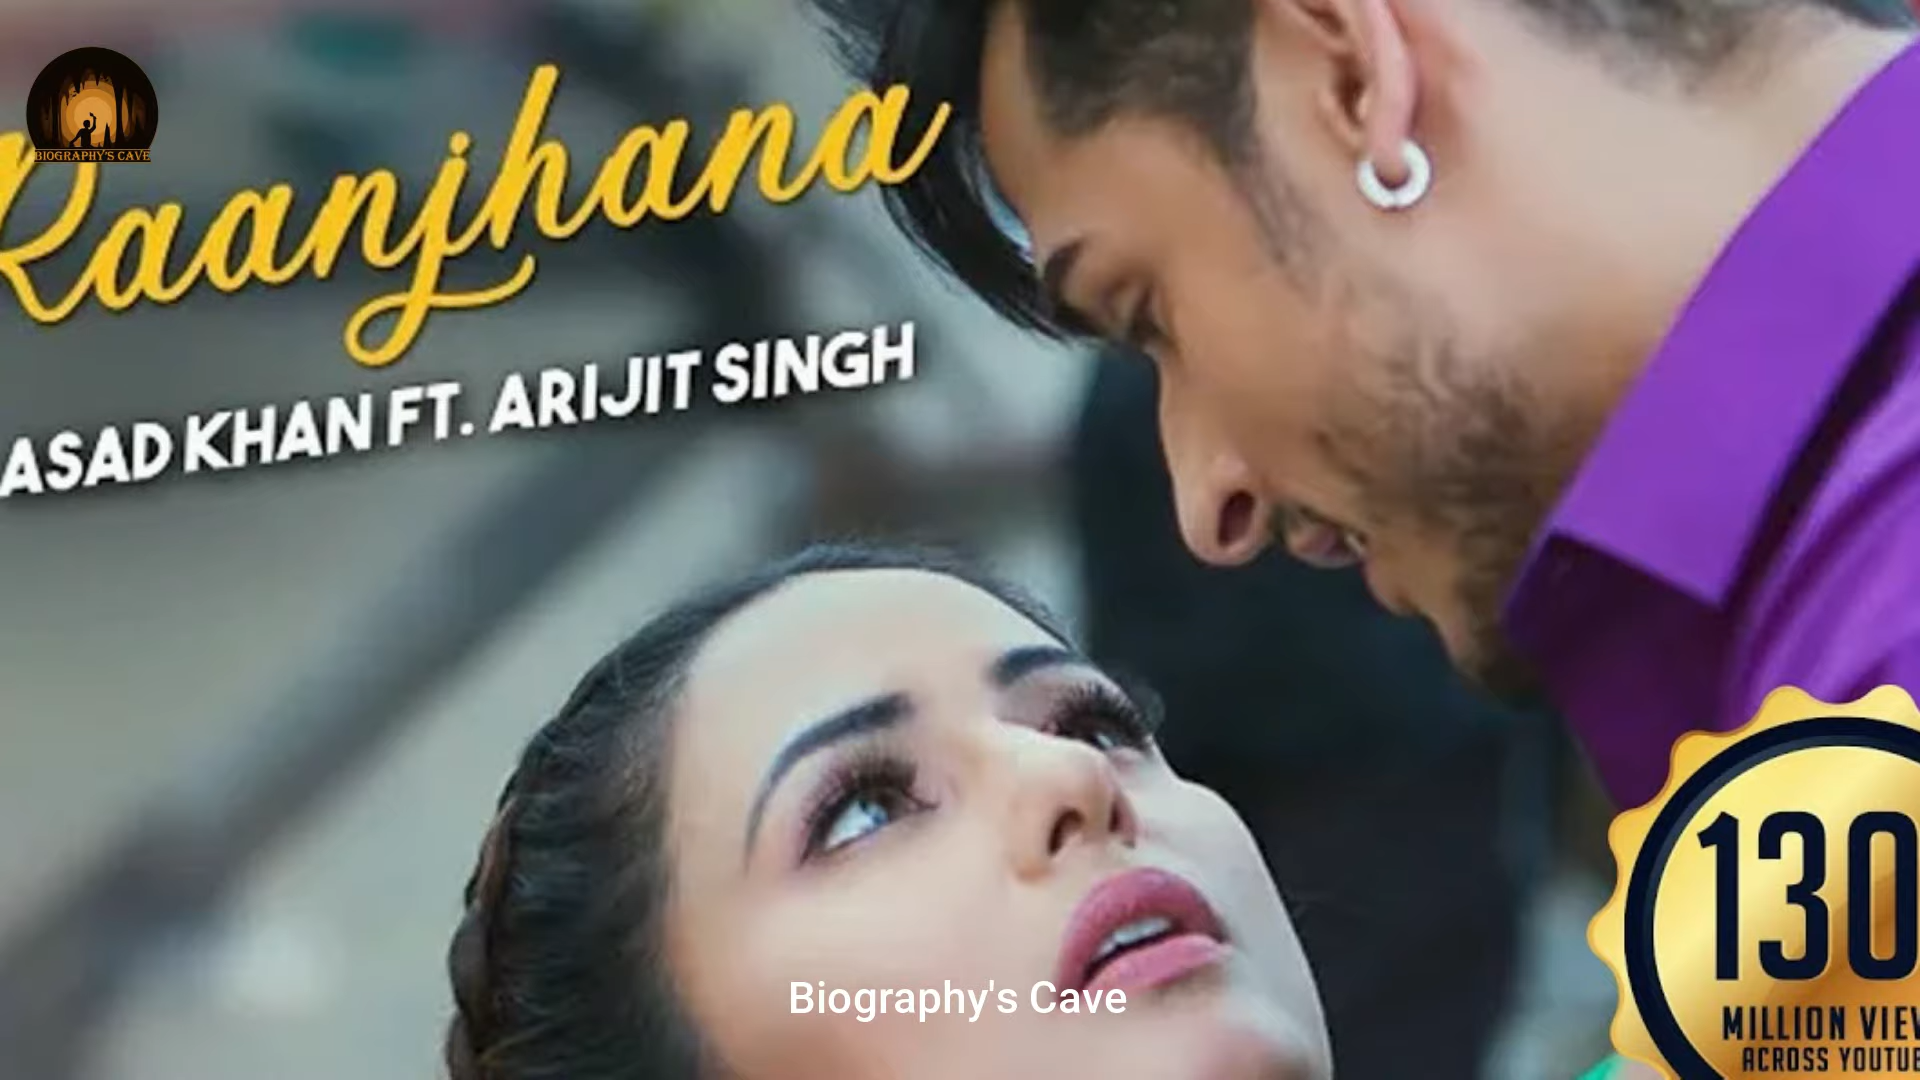 BIOGRAPHY'S CAVE
Raanjhana
ASAD KHAN FT. ARIJIT SINGH
130
MILLION VIEW
ACROSS YOUTUB
Biography's Cave